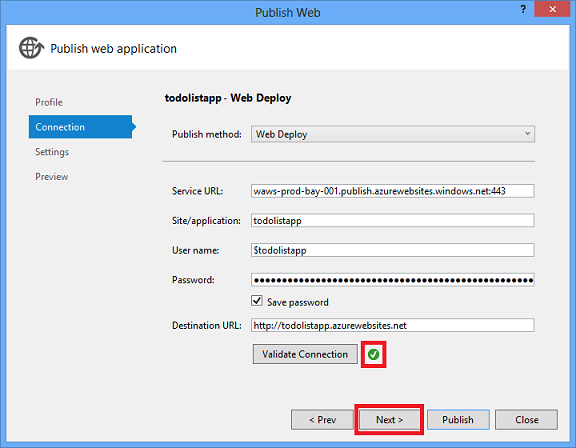 Publish Web
?
Publish web application
Profile
Connection
Settings
Preview
todolistapp - Web Deploy
Publish method: Web Deploy
Service URL: waws-prod-bay-001.publish.azurewebsites.windows.net:443
Site/application: todolistapp
User name: $todolistapp
Password:
Save password
Destination URL: http://todolistapp.azurewebsites.net
Validate Connection
< Prev Next > Publish Close